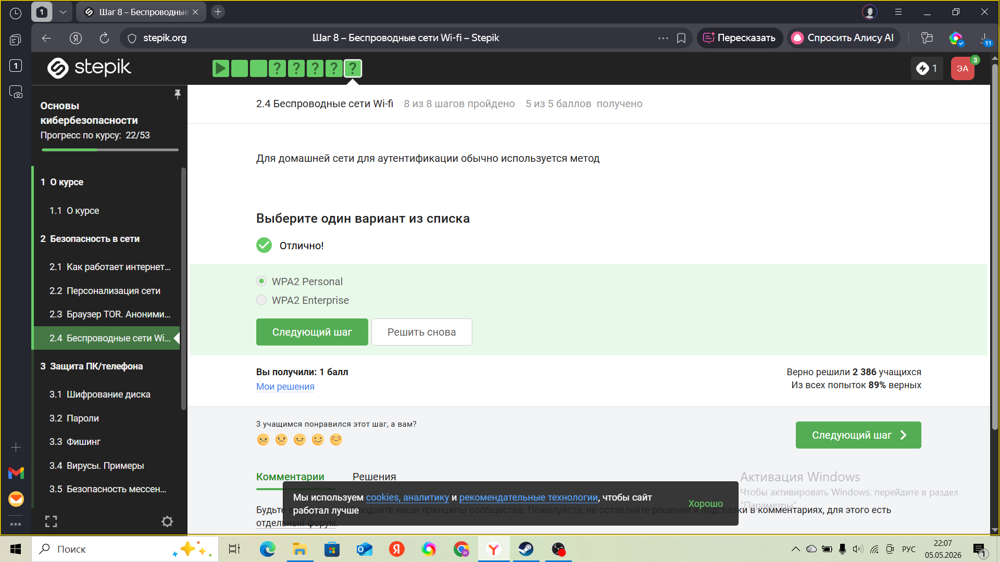 1
Шаг 8 – Беспроводные
stepik.org
Шаг 8 – Беспроводные сети Wi-fi – Stepik
Пересказать
Спросить Алису AI
11
1
stepik
?
?
?
?
?
1
ЭА
3
Основы
кибербезопасности
Прогресс по курсу: 22/53
1 О курсе
1.1 О курсе
2 Безопасность в сети
2.1 Как работает интернет...
2.2 Персонализация сети
2.3 Браузер TOR. Аноними...
2.4 Беспроводные сети Wi...
3 Защита ПК/телефона
3.1 Шифрование диска
3.2 Пароли
3.3 Фишинг
3.4 Вирусы. Примеры
3.5 Безопасность мессен...
2.4 Беспроводные сети Wi-fi 8 из 8 шагов пройдено 5 из 5 баллов получено
Для домашней сети для аутентификации обычно используется метод
Выберите один вариант из списка
Отлично!
WPA2 Personal
WPA2 Enterprise
Следующий шаг
Решить снова
Вы получили: 1 балл
Мои решения
Верно решили 2 386 учащихся
Из всех попыток 89% верных
3 учащимся понравился этот шаг, а вам?
Следующий шаг
Комментарии
Решения
Активация Windows
Чтобы активировать Windows, перейдите в раздел
"Параметры".
Мы используем cookies, аналитику и рекомендательные технологии, чтобы сайт
работал лучше
Хорошо
Будьте наши принципы сообщества. Пожалуйста, не оставляйте решения и подсказки в комментариях, для этого есть
отдельный форум.
Поиск
РУС
22:07
05.05.2026
1